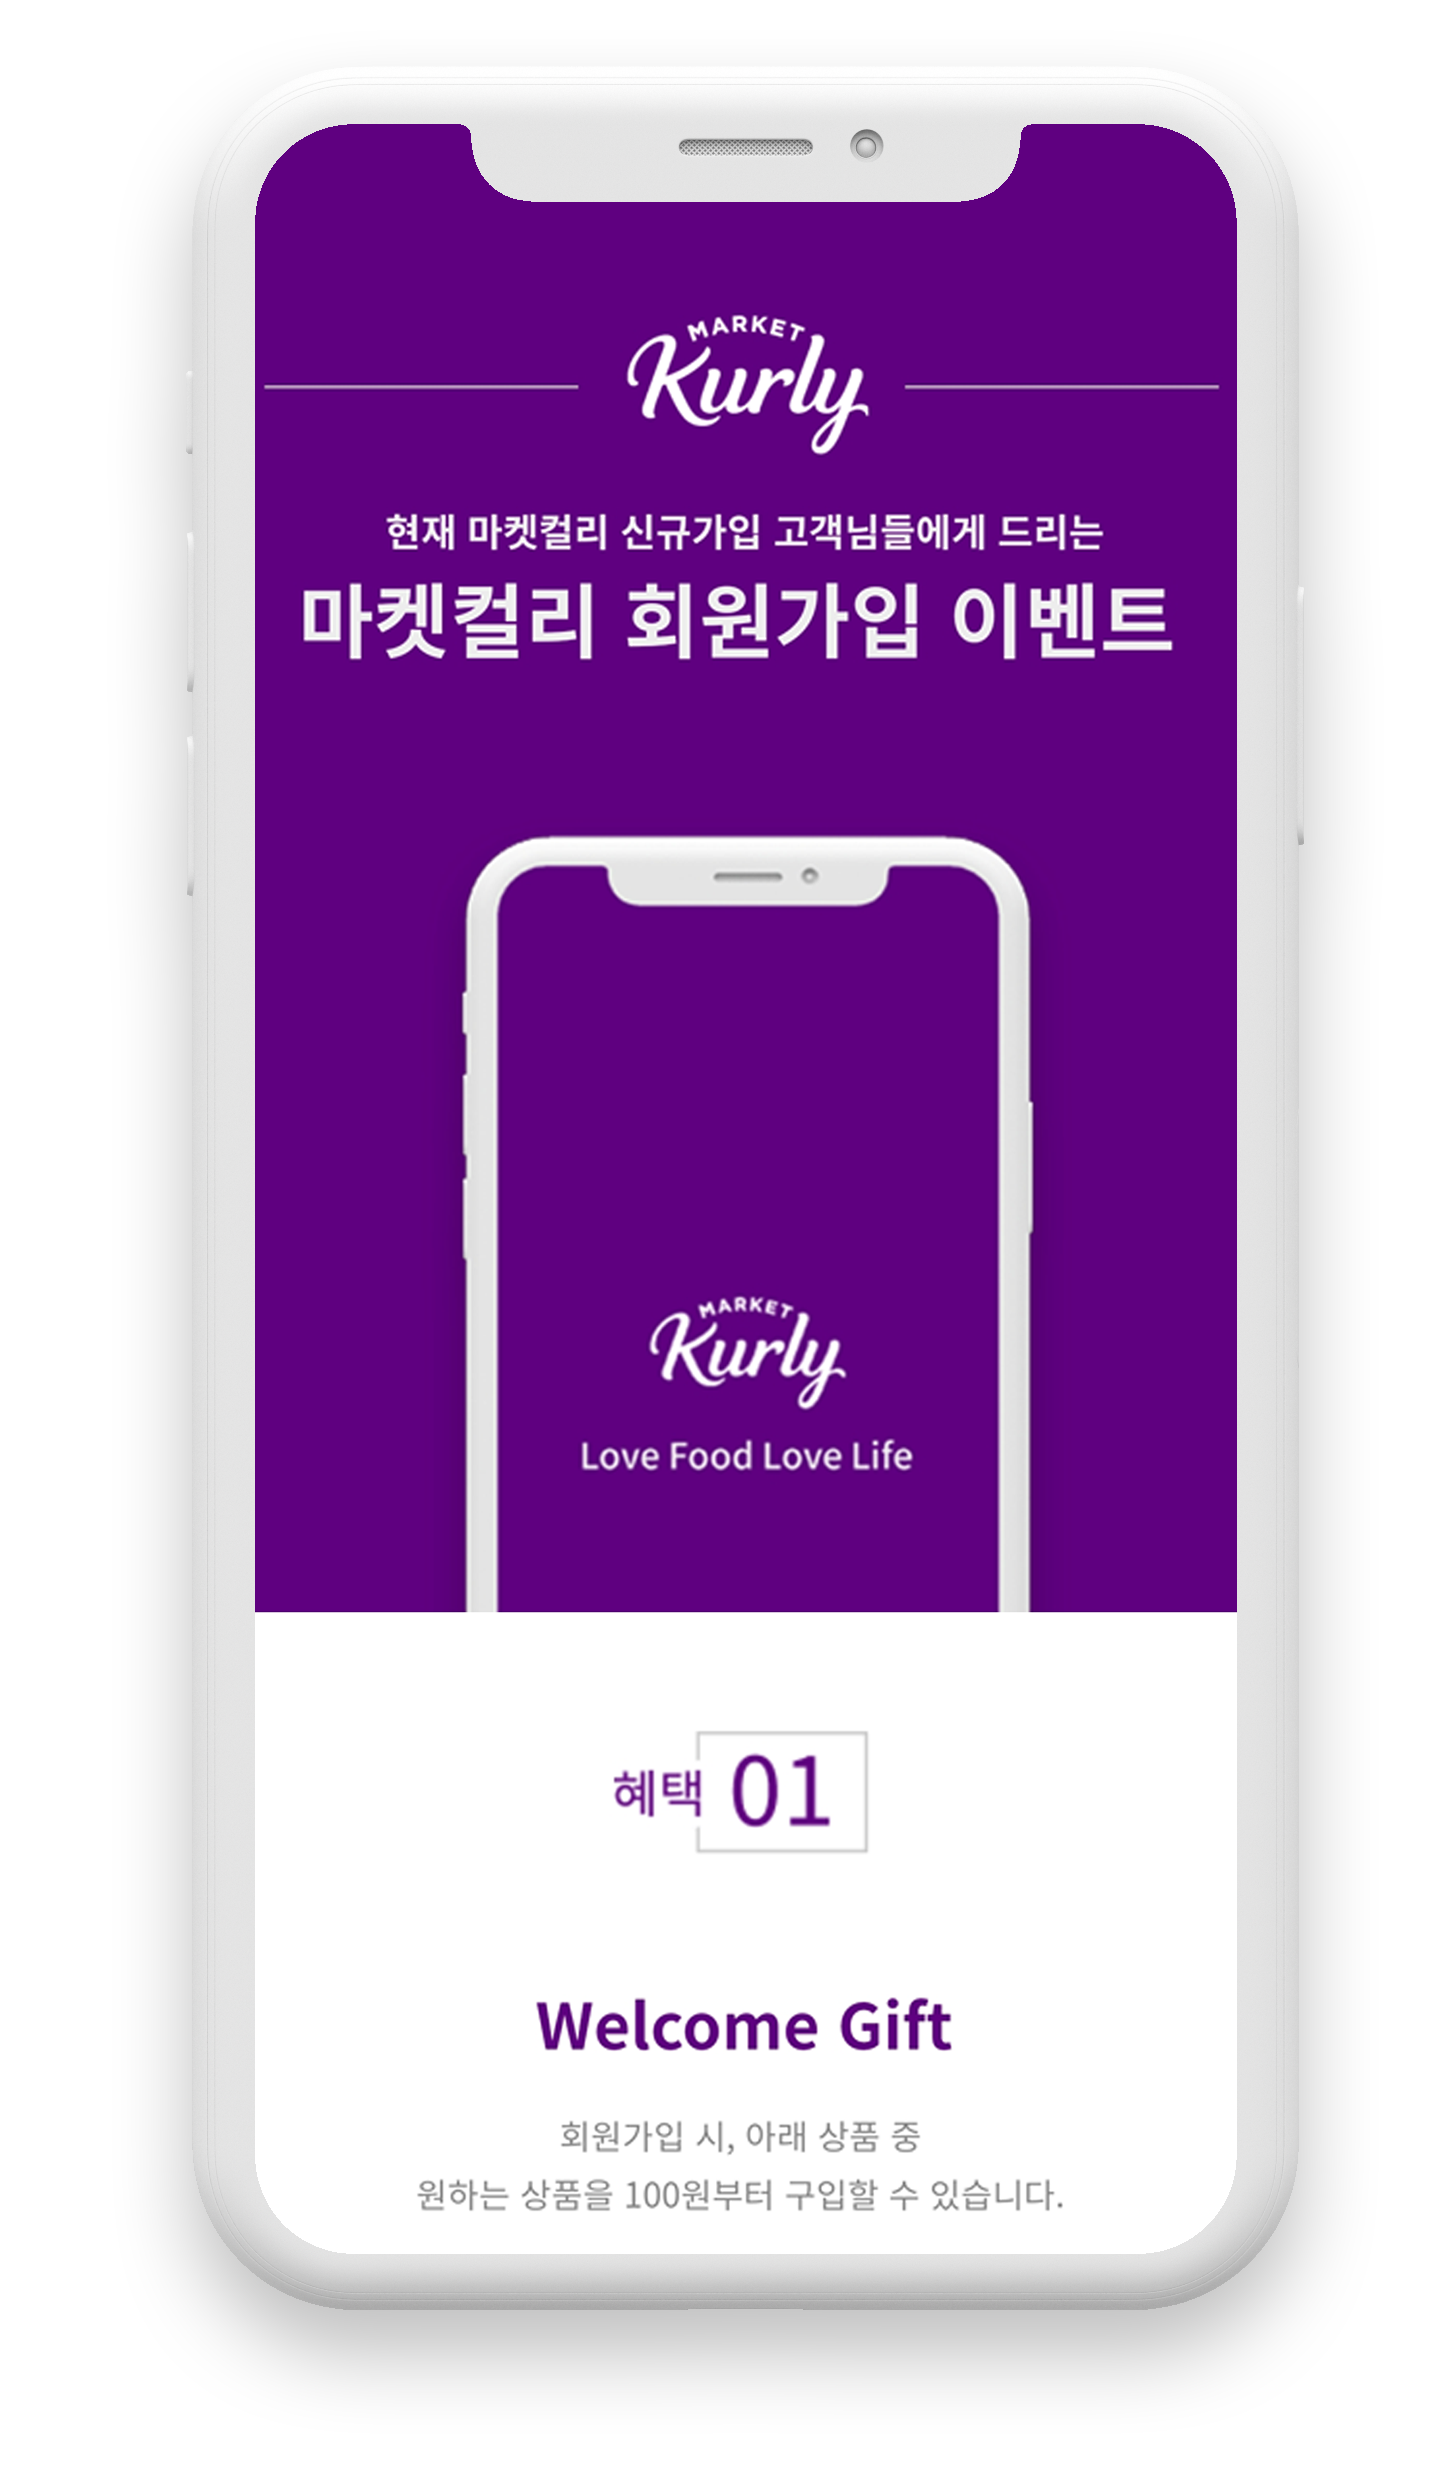 MARKET
Kurly
현재 마켓컬리 신규가입 고객님들에게 드리는
마켓컬리 회원가입 이벤트
MARKET
Kurly
Love Food Love Life
혜택 01
Welcome Gift
회원가입 시, 아래 상품 중
원하는 상품을 100원부터 구입할 수 있습니다.